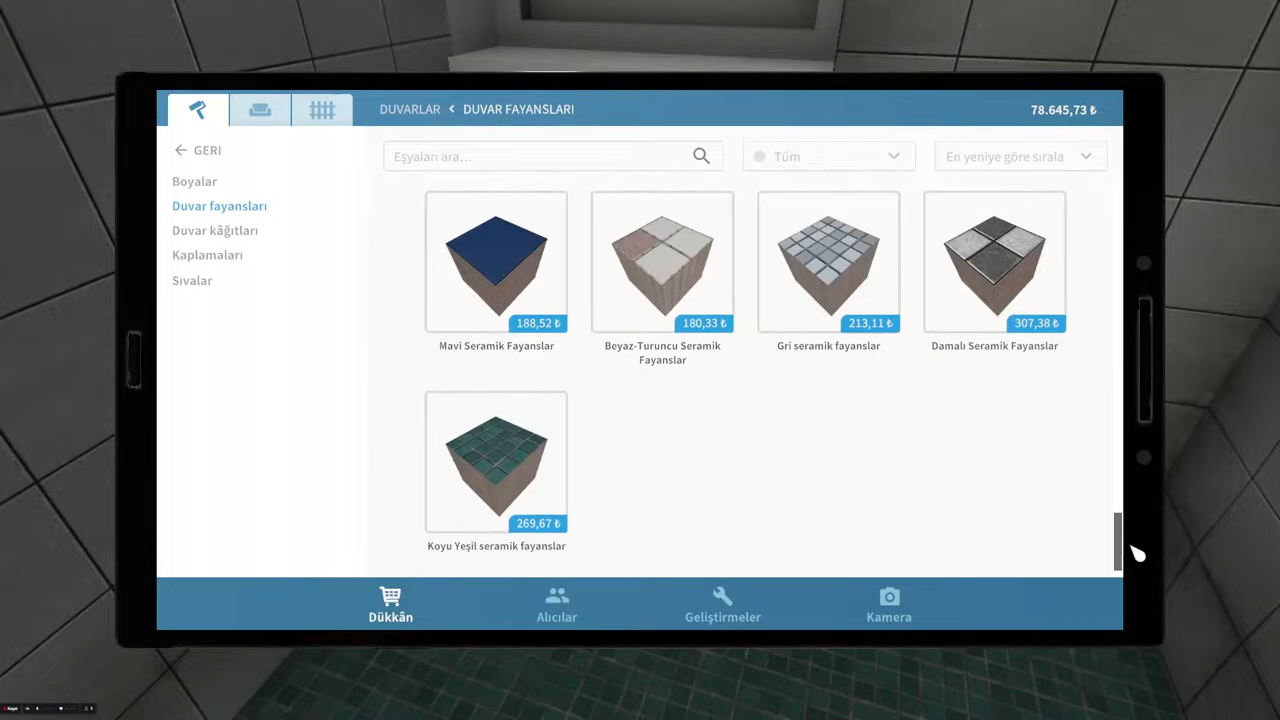 DUVARLAR < DUVAR FAYANSLARI
78.645,73 ₺
GERI
Eşyaları ara...
Tüm
En yeniye göre sırala
Boyalar
Duvar fayansları
Duvar kâğıtları
Kaplamaları
Sıvalar
188,52 ₺
180,33 ₺
213,11 ₺
307,38 ₺
Mavi Seramik Fayanslar
Beyaz-Turuncu Seramik
Fayanslar
Gri seramik fayanslar
Damalı Seramik Fayanslar
269,67 ₺
Koyu Yeşil seramik fayanslar
Dükkân
Alıcılar
Geliştirmeler
Kamera